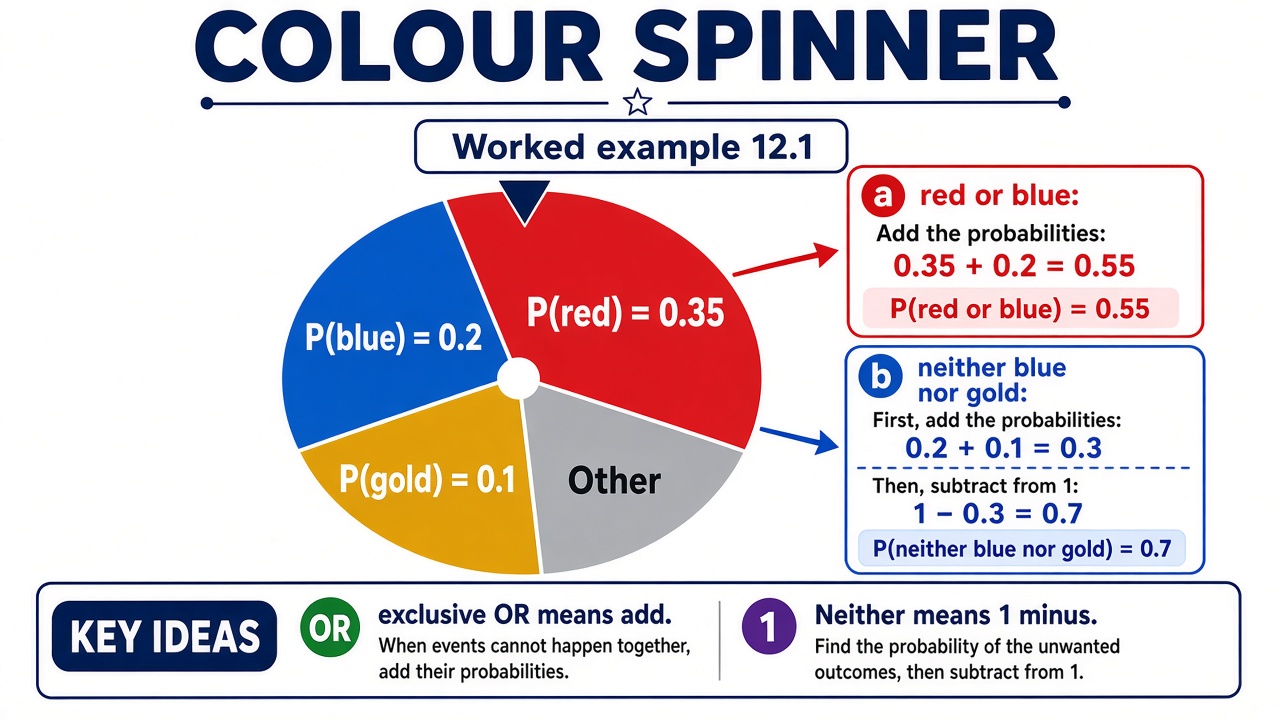 COLOUR SPINNER
Worked example 12.1
P(blue) = 0.2
P(red) = 0.35
P(gold) = 0.1
Other
a red or blue:
Add the probabilities:
0.35 + 0.2 = 0.55
P(red or blue) = 0.55
b neither blue
nor gold:
First, add the probabilities:
0.2 + 0.1 = 0.3
Then, subtract from 1:
1 − 0.3 = 0.7
P(neither blue nor gold) = 0.7
KEY IDEAS
OR exclusive OR means add.
When events cannot happen together,
add their probabilities.
1 Neither means 1 minus.
Find the probability of the unwanted
outcomes, then subtract from 1.